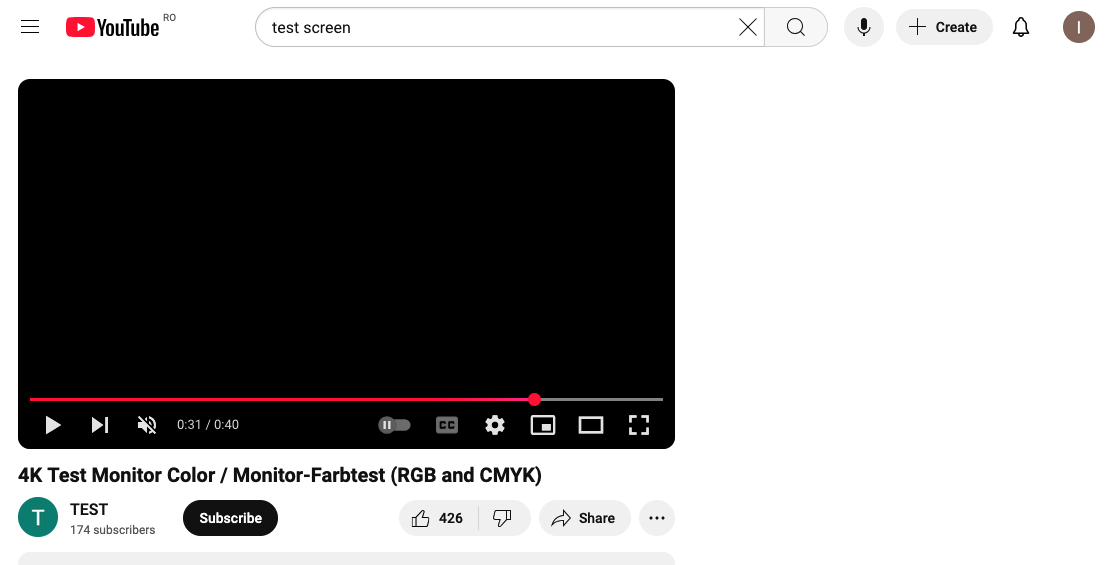 YouTube RO
test screen
Create
I
0:31 / 0:40
CC
4K Test Monitor Color / Monitor-Farbtest (RGB and CMYK)
T
TEST
174 subscribers
Subscribe
426
Share